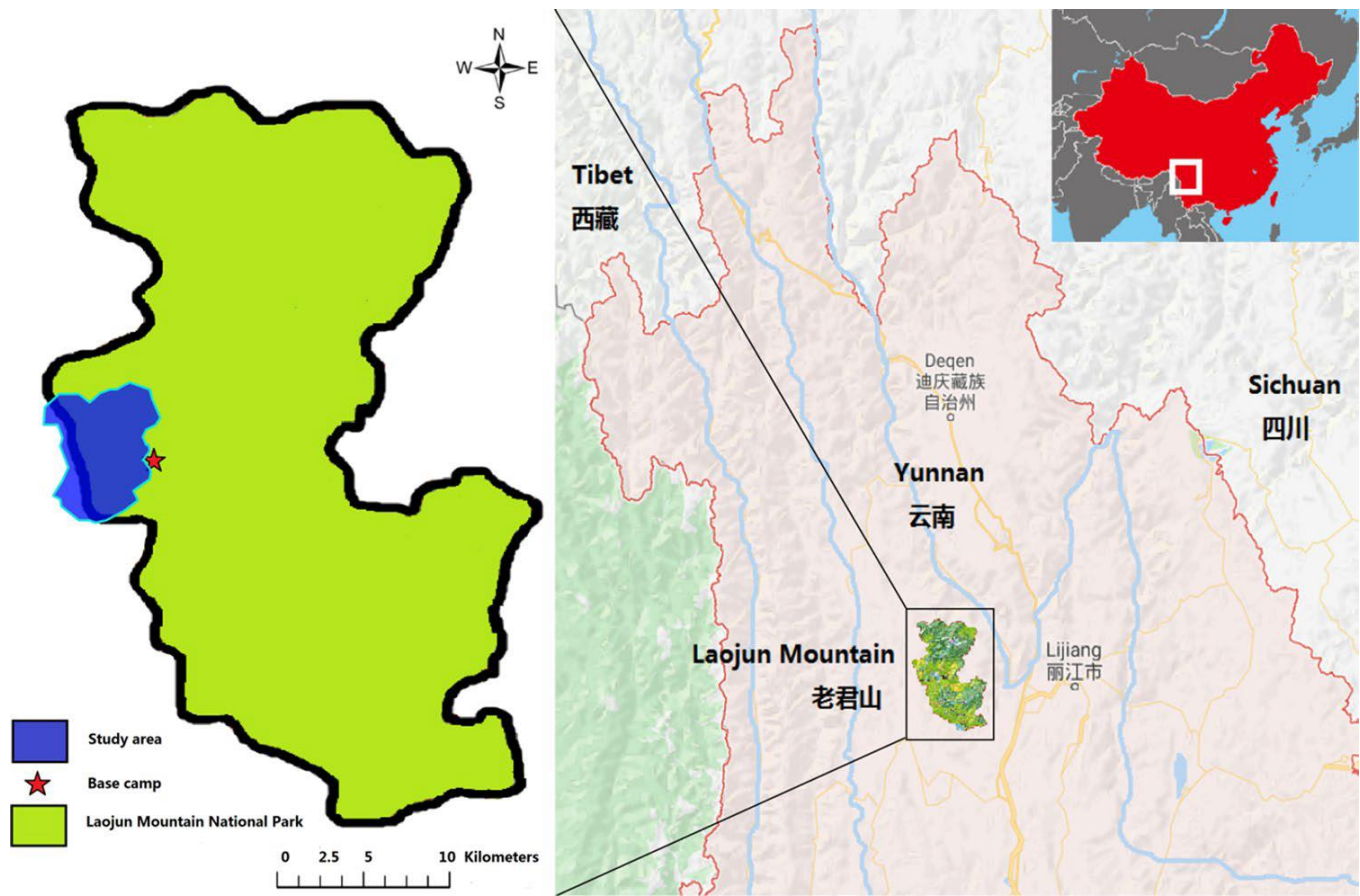 N
W
E
S
Study area
Base camp
Laojun Mountain National Park
0 2.5 5 10 Kilometers
Tibet
西藏
Deqen
迪庆藏族
自治州
Sichuan
四川
Yunnan
云南
Laojun Mountain
老君山
Lijiang
丽江市